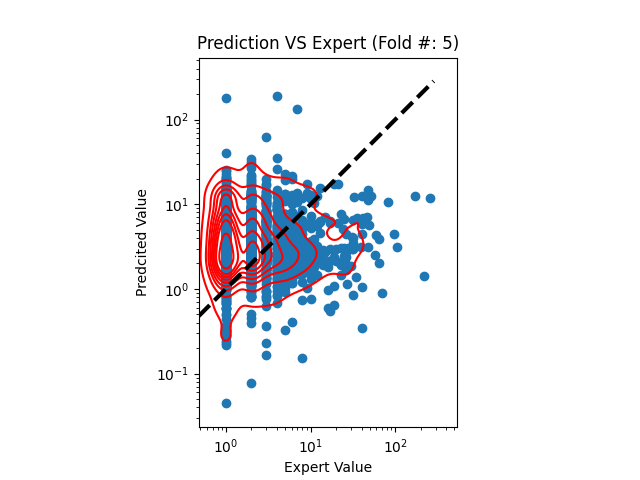 Prediction VS Expert (Fold #: 5)
Predcited Value
10²
10¹
10⁰
10⁻¹
10⁰ 10¹ 10²
Expert Value